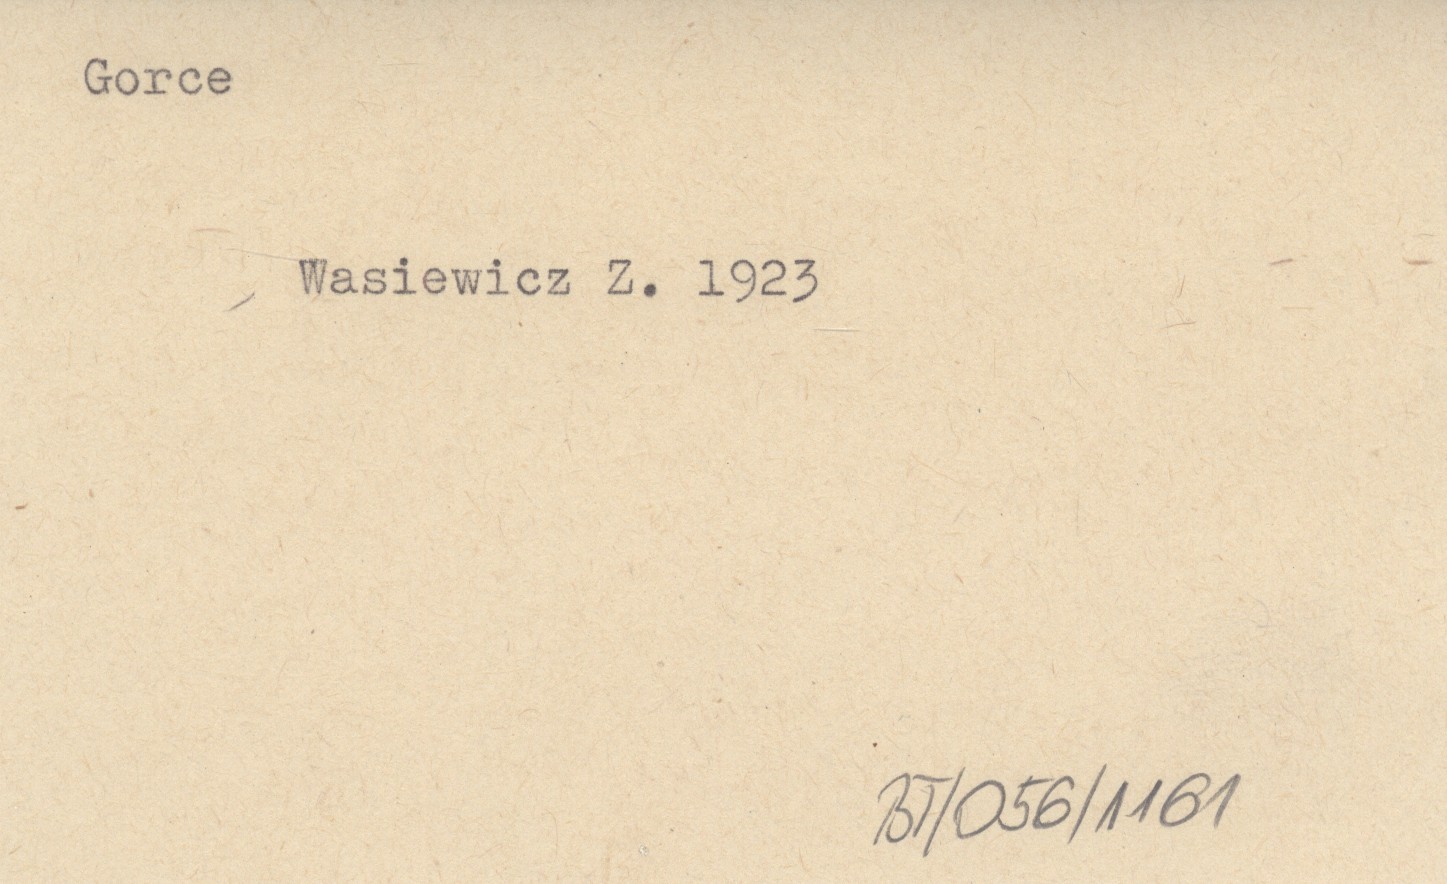 Gorce
Wasiewicz Z. 1923
BT/056/1161